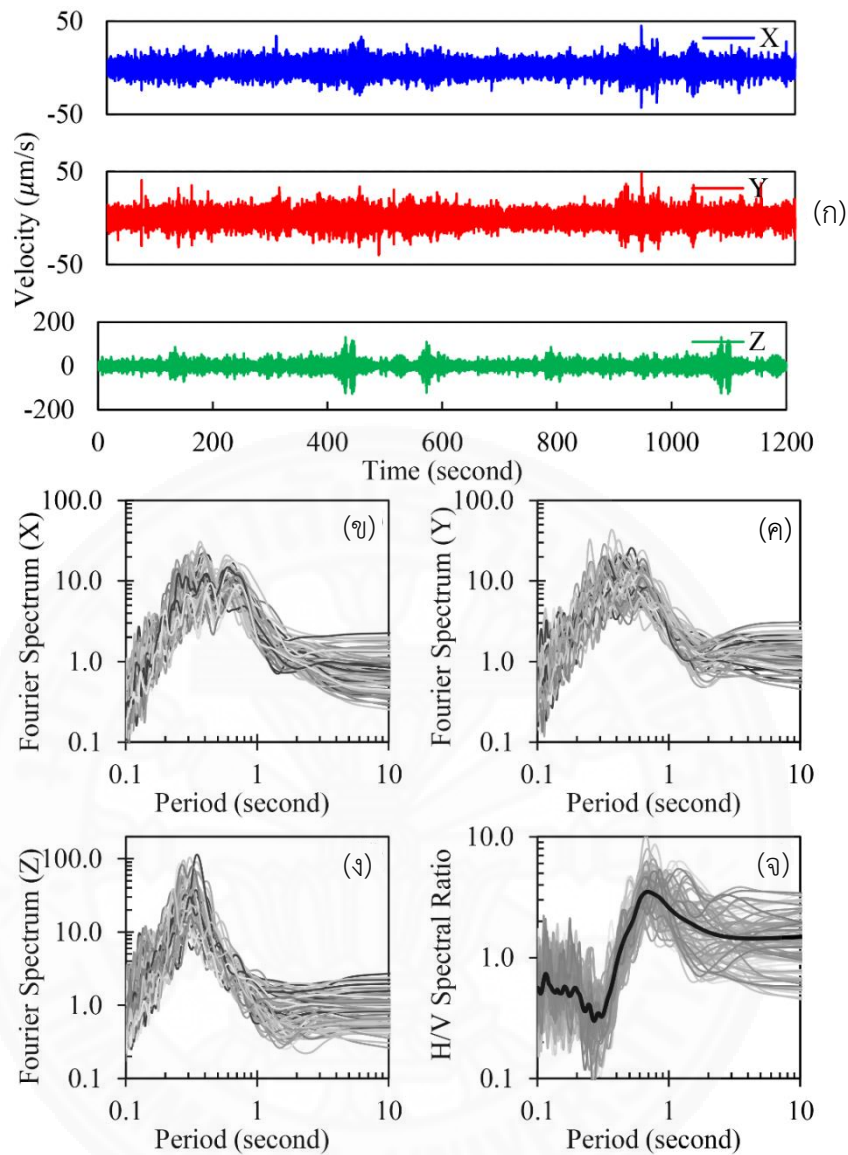 50
X
-50
50
Y
-50
Velocity (μm/s)
(ก)
200
Z
0
-200
0 200 400 600 800 1000 1200
Time (second)
100.0
10.0
1.0
0.1
Fourier Spectrum (X)
(ข)
0.1 1 10
Period (second)
100.0
10.0
1.0
0.1
Fourier Spectrum (Y)
(ค)
0.1 1 10
Period (second)
100.0
10.0
1.0
0.1
Fourier Spectrum (Z)
(ง)
0.1 1 10
Period (second)
10.0
1.0
0.1
H/V Spectral Ratio
(จ)
0.1 1 10
Period (second)